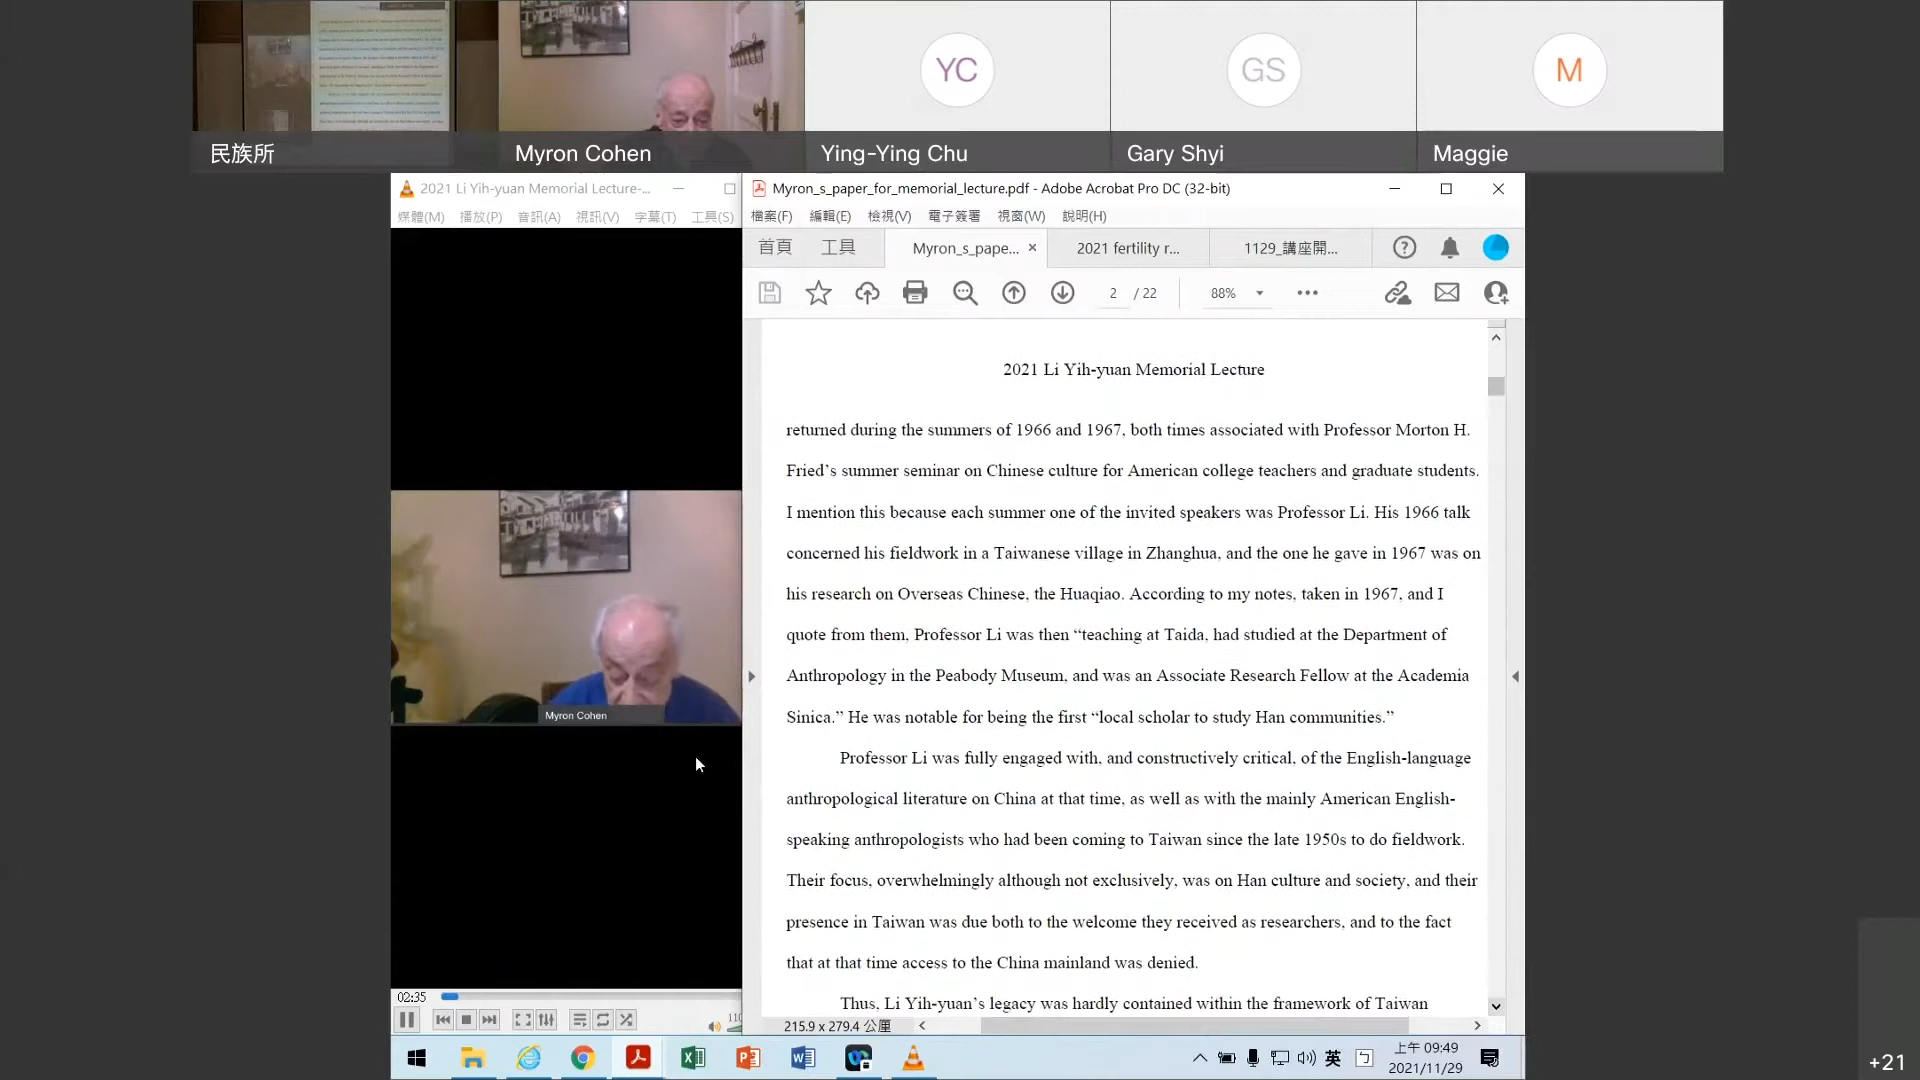 民族所
Myron Cohen
YC
Ying-Ying Chu
GS
Gary Shyi
M
Maggie
2021 Li Yih-yuan Memorial Lecture-...
媒體(M) 播放(P) 音訊(A) 視訊(V) 字幕(T) 工具(S)
Myron Cohen
02:35
110
Myron_s_paper_for_memorial_lecture.pdf - Adobe Acrobat Pro DC (32-bit)
檔案(F) 編輯(E) 檢視(V) 電子簽署 視窗(W) 說明(H)
首頁 工具 Myron_s_pape... × 2021 fertility r... 1129_講座開...
2 / 22 88%
2021 Li Yih-yuan Memorial Lecture
returned during the summers of 1966 and 1967, both times associated with Professor Morton H.
Fried’s summer seminar on Chinese culture for American college teachers and graduate students.
I mention this because each summer one of the invited speakers was Professor Li. His 1966 talk
concerned his fieldwork in a Taiwanese village in Zhanghua, and the one he gave in 1967 was on
his research on Overseas Chinese, the Huaqiao. According to my notes, taken in 1967, and I
quote from them, Professor Li was then “teaching at Taida, had studied at the Department of
Anthropology in the Peabody Museum, and was an Associate Research Fellow at the Academia
Sinica.” He was notable for being the first “local scholar to study Han communities.”
Professor Li was fully engaged with, and constructively critical, of the English-language
anthropological literature on China at that time, as well as with the mainly American English-
speaking anthropologists who had been coming to Taiwan since the late 1950s to do fieldwork.
Their focus, overwhelmingly although not exclusively, was on Han culture and society, and their
presence in Taiwan was due both to the welcome they received as researchers, and to the fact
that at that time access to the China mainland was denied.
Thus, Li Yih-yuan’s legacy was hardly contained within the framework of Taiwan
215.9 x 279.4 公厘
英
上午 09:49
2021/11/29
+21